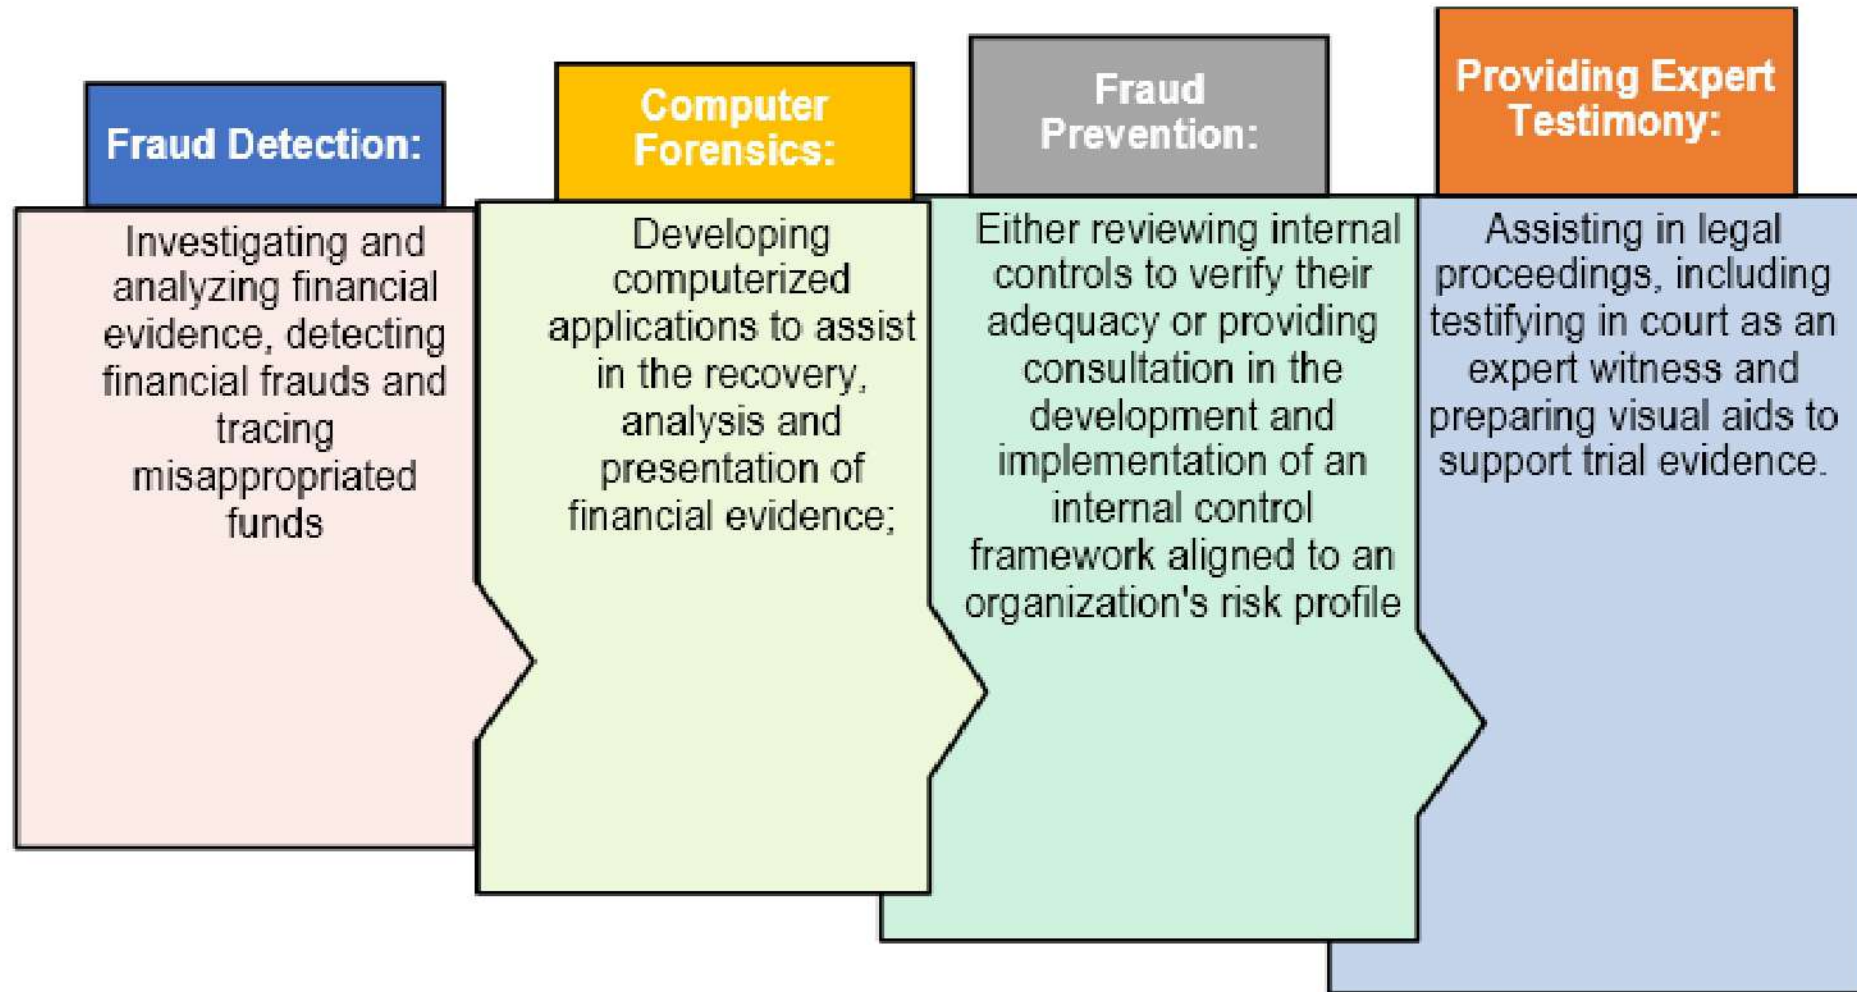 Fraud Detection:
Investigating and
analyzing financial
evidence, detecting
financial frauds and
tracing
misappropriated
funds
Computer
Forensics:
Developing
computerized
applications to assist
in the recovery,
analysis and
presentation of
financial evidence;
Fraud
Prevention:
Either reviewing internal
controls to verify their
adequacy or providing
consultation in the
development and
implementation of an
internal control
framework aligned to an
organization's risk profile
Providing Expert
Testimony:
Assisting in legal
proceedings, including
testifying in court as an
expert witness and
preparing visual aids to
support trial evidence.